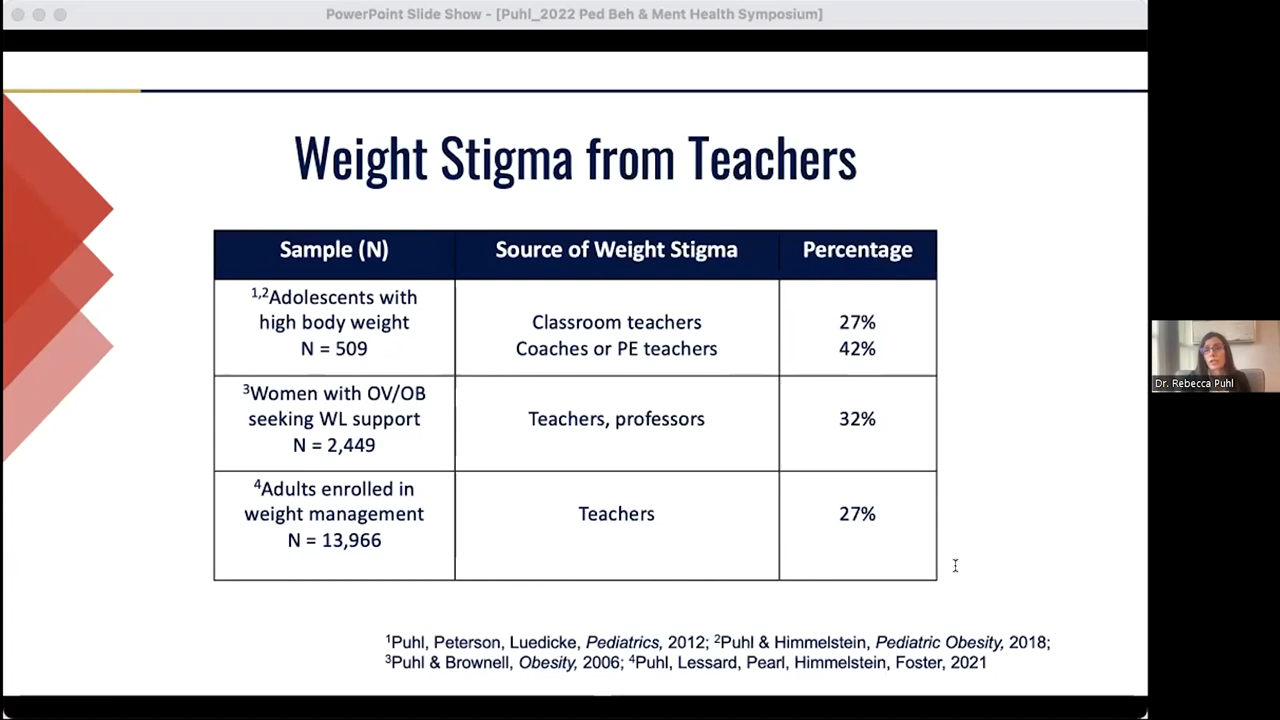 PowerPoint Slide Show - [Puhl_2022 Ped Beh & Ment Health Symposium]
Weight Stigma from Teachers
Sample (N) Source of Weight Stigma Percentage
1,2Adolescents with
high body weight Classroom teachers 27%
N = 509 Coaches or PE teachers 42%
3Women with OV/OB
seeking WL support Teachers, professors 32%
N = 2,449
4Adults enrolled in
weight management Teachers 27%
N = 13,966
Dr. Rebecca Puhl
1Puhl, Peterson, Luedicke, Pediatrics, 2012; 2Puhl & Himmelstein, Pediatric Obesity, 2018;
3Puhl & Brownell, Obesity, 2006; 4Puhl, Lessard, Pearl, Himmelstein, Foster, 2021